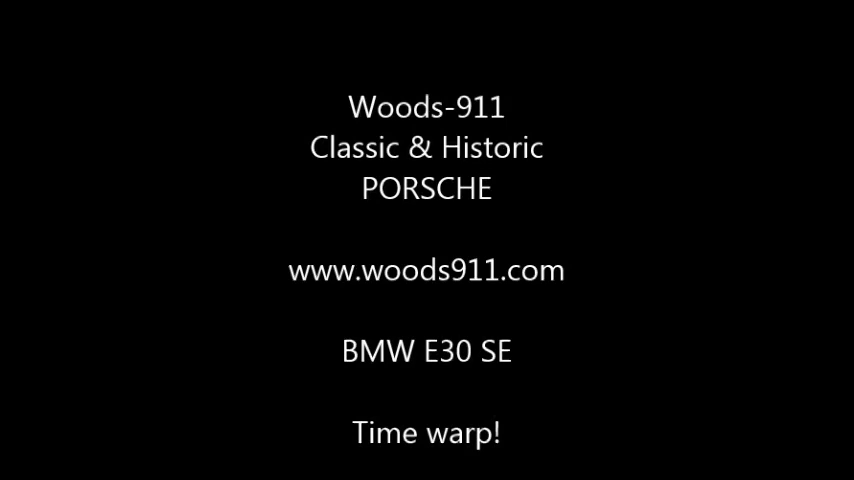 Woods-911
Classic & Historic
PORSCHE
www.woods911.com
BMW E30 SE
Time warp!